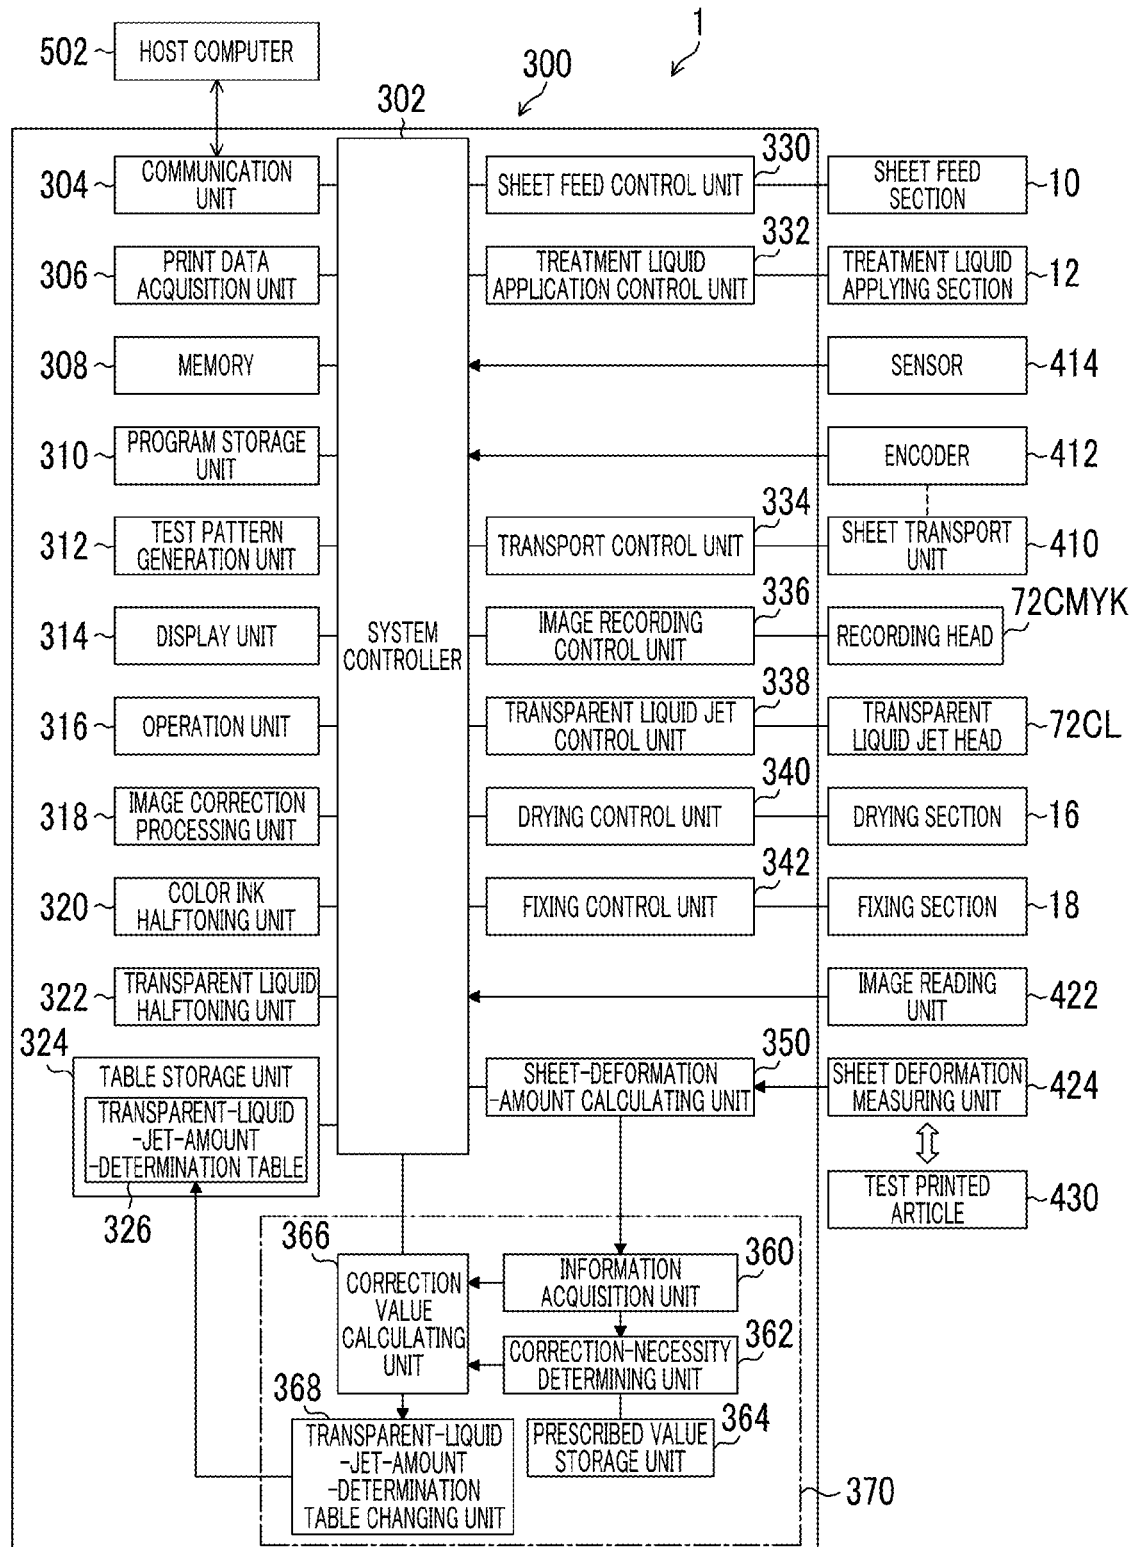 1
502
HOST COMPUTER
300
302
304
COMMUNICATION
UNIT
330
SHEET FEED CONTROL UNIT
SHEET FEED
SECTION
10
306
PRINT DATA
ACQUISITION UNIT
332
TREATMENT LIQUID
APPLICATION CONTROL UNIT
TREATMENT LIQUID
APPLYING SECTION
12
308
MEMORY
SENSOR
414
310
PROGRAM STORAGE
UNIT
ENCODER
412
312
TEST PATTERN
GENERATION UNIT
334
TRANSPORT CONTROL UNIT
SHEET TRANSPORT
UNIT
410
314
DISPLAY UNIT
SYSTEM
CONTROLLER
336
IMAGE RECORDING
CONTROL UNIT
RECORDING HEAD
72CMYK
316
OPERATION UNIT
338
TRANSPARENT LIQUID JET
CONTROL UNIT
TRANSPARENT
LIQUID JET HEAD
72CL
318
IMAGE CORRECTION
PROCESSING UNIT
340
DRYING CONTROL UNIT
DRYING SECTION
16
320
COLOR INK
HALFTONING UNIT
342
FIXING CONTROL UNIT
FIXING SECTION
18
322
TRANSPARENT LIQUID
HALFTONING UNIT
IMAGE READING
UNIT
422
324
TABLE STORAGE UNIT
TRANSPARENT-LIQUID
-JET-AMOUNT
-DETERMINATION TABLE
326
350
SHEET-DEFORMATION
-AMOUNT CALCULATING UNIT
SHEET DEFORMATION
MEASURING UNIT
424
TEST PRINTED
ARTICLE
430
366
CORRECTION
VALUE
CALCULATING
UNIT
INFORMATION
ACQUISITION UNIT
360
CORRECTION-NECESSITY
DETERMINING UNIT
362
368
TRANSPARENT-LIQUID
-JET-AMOUNT
-DETERMINATION
TABLE CHANGING UNIT
PRESCRIBED VALUE
STORAGE UNIT
364
370